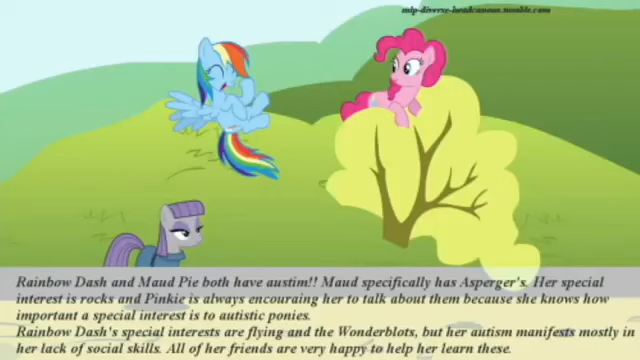 mlp-diverse-headcanons.tumblr.com
Rainbow Dash and Maud Pie both have austim!! Maud specifically has Asperger's. Her special
interest is rocks and Pinkie is always encouraing her to talk about them because she knows how
important a special interest is to autistic ponies.
Rainbow Dash's special interests are flying and the Wonderblots, but her autism manifests mostly in
her lack of social skills. All of her friends are very happy to help her learn these.